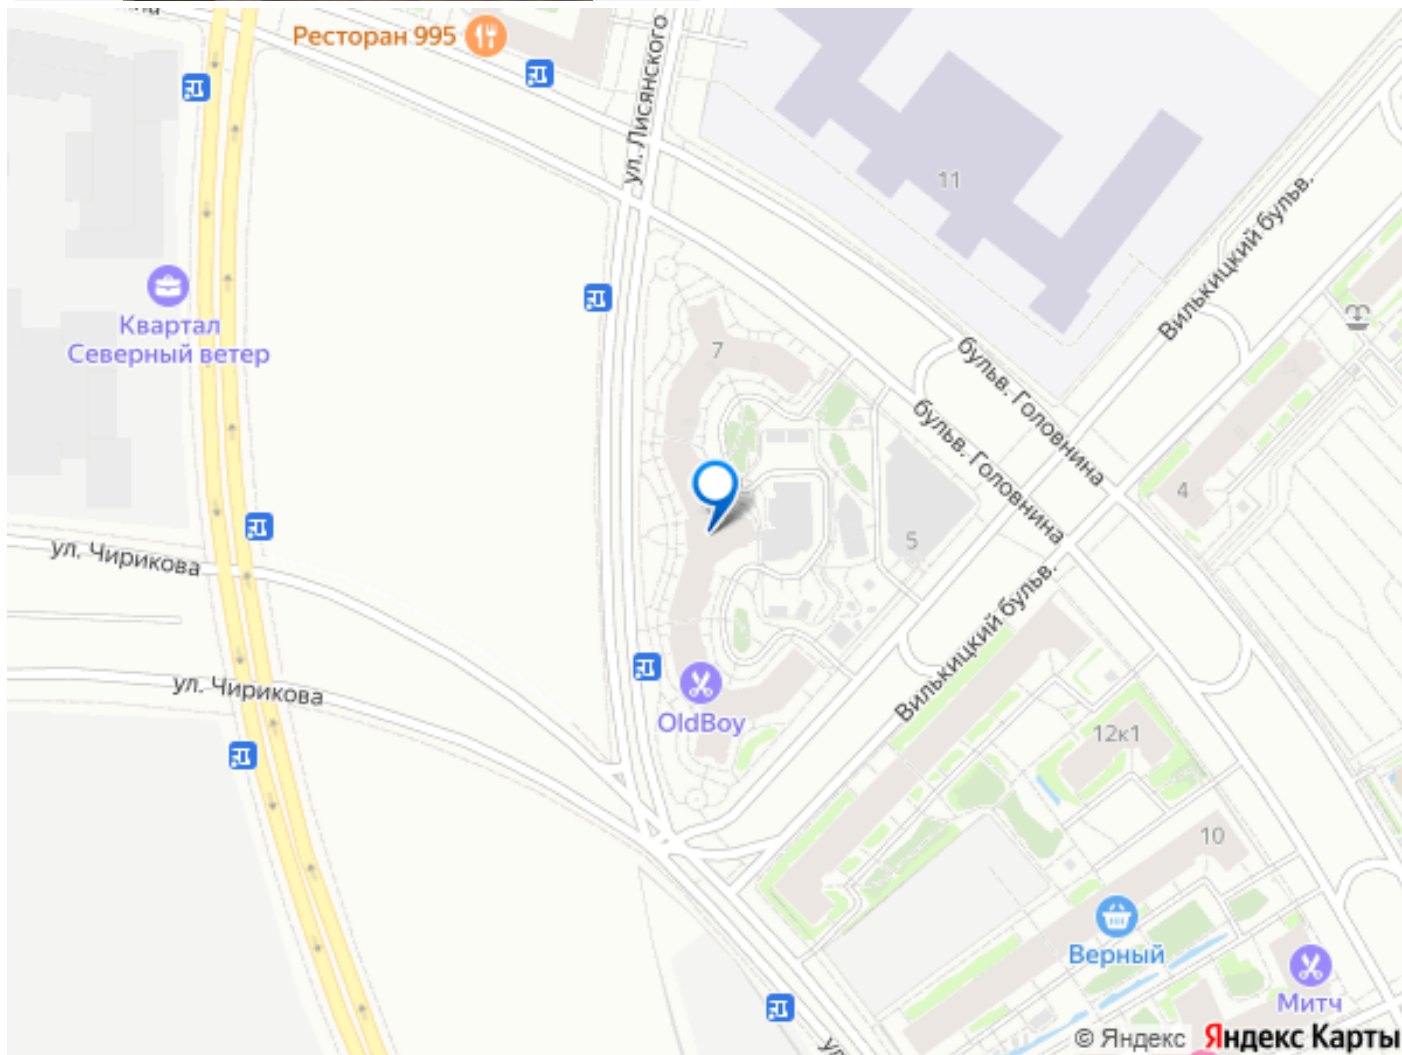 Ресторан 995
ул. Лисянского
11
Вилькицкий бульв.
Квартал
Северный ветер
7
бульв. Головнина
бульв. Головнина
4
5
ул. Чирикова
ул. Чирикова
Вилькицкий бульв.
OldBoy
12к1
10
Верный
Митч
© Яндекс Яндекс Карты